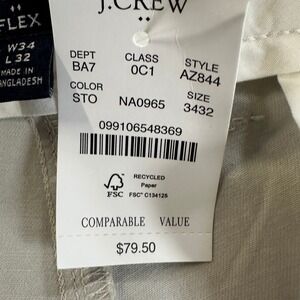 J.CREW
DEPT CLASS STYLE
BA7 0C1 AZ844
COLOR SIZE
STO NA0965 3432
099106548369
FSC
RECYCLED
Paper
FSC® C134125
COMPARABLE VALUE
$79.50
FLEX
W34
L 32
MADE IN
BANGLADESH